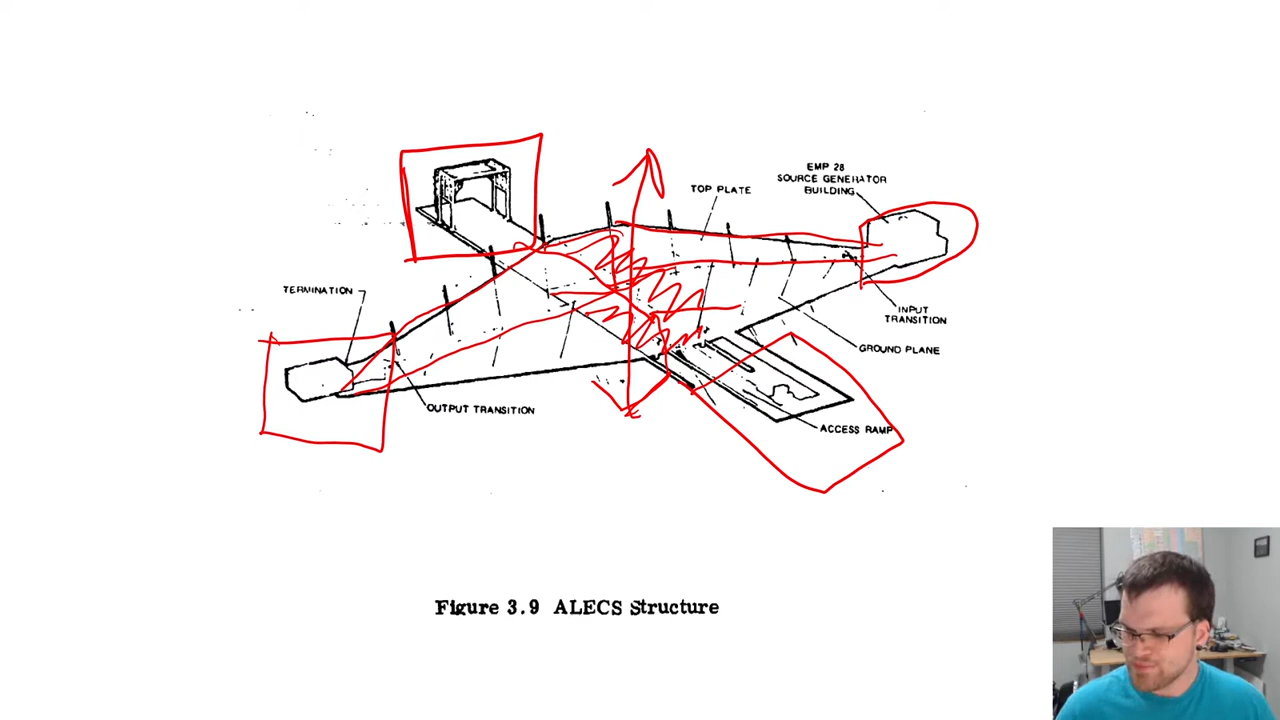 EMP 28
SOURCE GENERATOR
BUILDING
TOP PLATE
TERMINATION
INPUT
TRANSITION
GROUND PLANE
OUTPUT TRANSITION
ACCESS RAMP
Figure 3.9 ALECS Structure